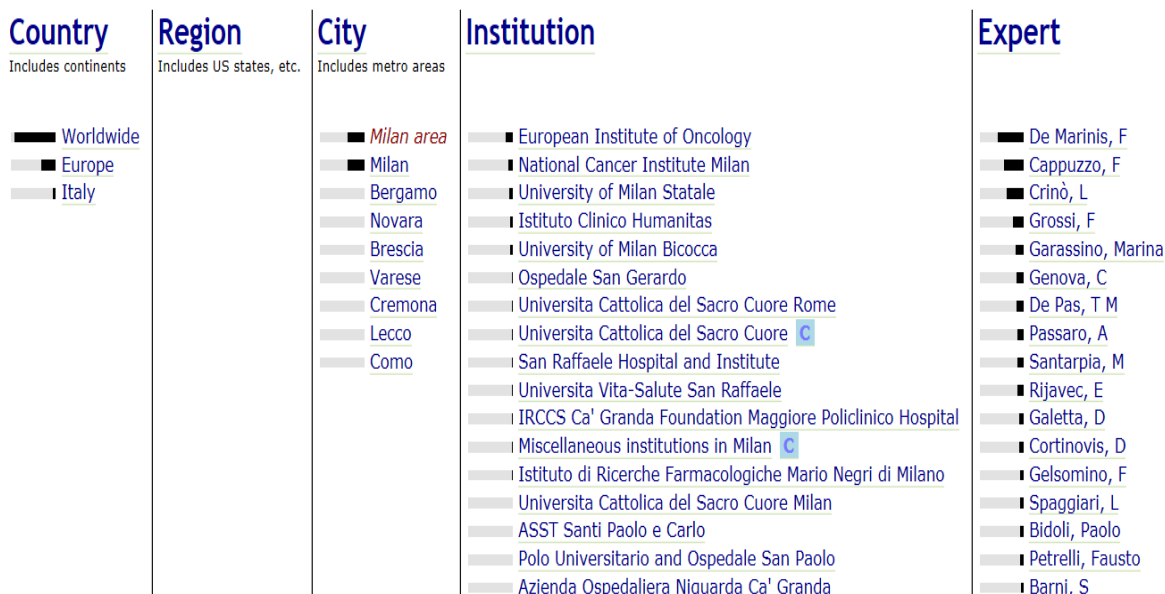 Country
Includes continents
Worldwide
Europe
Italy
Region
Includes US states, etc.
City
Includes metro areas
Milan area
Milan
Bergamo
Novara
Brescia
Varese
Cremona
Lecco
Como
Institution
European Institute of Oncology
National Cancer Institute Milan
University of Milan Statale
Istituto Clinico Humanitas
University of Milan Bicocca
Ospedale San Gerardo
Universita Cattolica del Sacro Cuore Rome
Universita Cattolica del Sacro Cuore C
San Raffaele Hospital and Institute
Universita Vita-Salute San Raffaele
IRCCS Ca' Granda Foundation Maggiore Policlinico Hospital
Miscellaneous institutions in Milan C
Istituto di Ricerche Farmacologiche Mario Negri di Milano
Universita Cattolica del Sacro Cuore Milan
ASST Santi Paolo e Carlo
Polo Universitario and Ospedale San Paolo
Azienda Ospedaliera Niguarda Ca' Granda
Expert
De Marinis, F
Cappuzzo, F
Crinò, L
Grossi, F
Garassino, Marina
Genova, C
De Pas, T M
Passaro, A
Santarpia, M
Rijavec, E
Galetta, D
Cortinovis, D
Gelsomino, F
Spaggiari, L
Bidoli, Paolo
Petrelli, Fausto
Barni, S